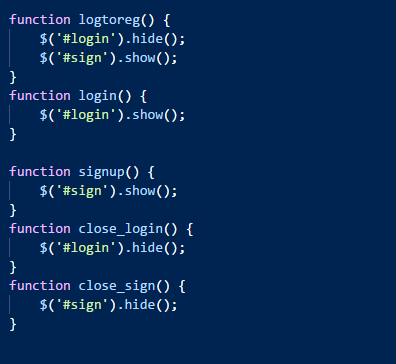 function logtoreg() {
    $('#login').hide();
    $('#sign').show();
}
function login() {
    $('#login').show();
}

function signup() {
    $('#sign').show();
}
function close_login() {
    $('#login').hide();
}
function close_sign() {
    $('#sign').hide();
}